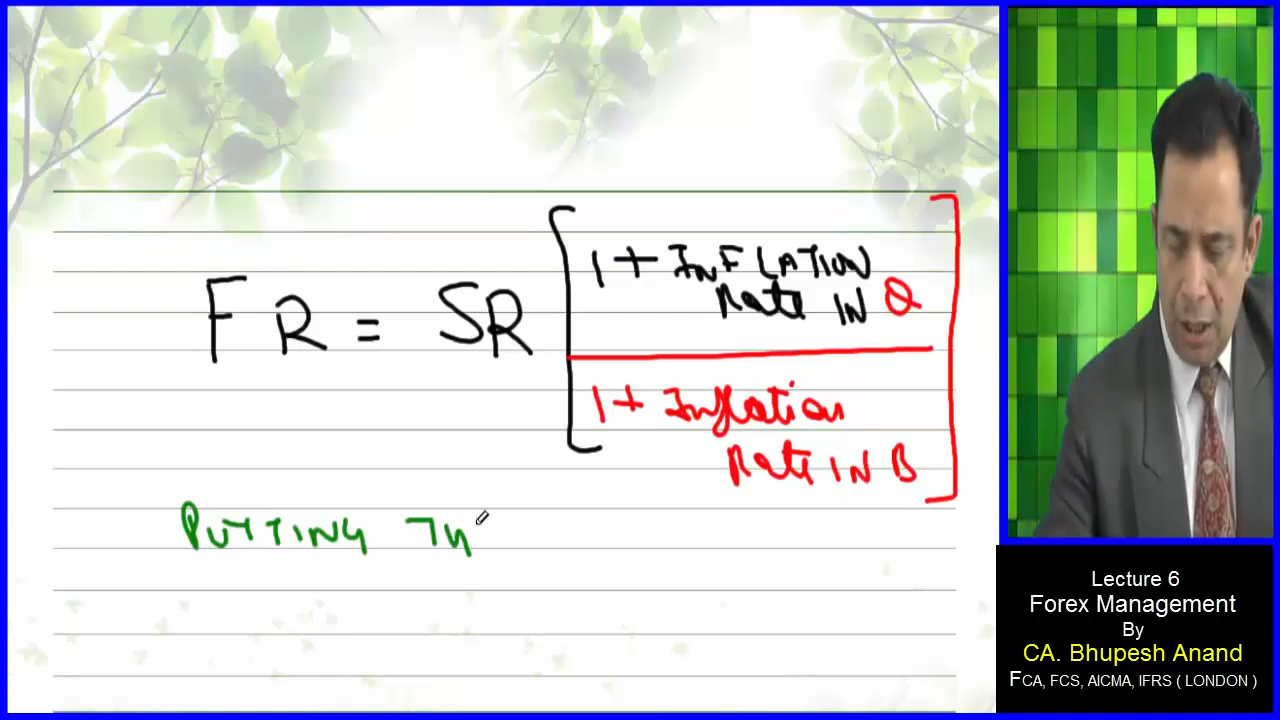 1 + INFLATION
Rate IN Q
FR = SR
1 + Inflation
Rate IN B
PUTTING TH
Lecture 6
Forex Management
By
CA. Bhupesh Anand
FCA, FCS, AICMA, IFRS ( LONDON )